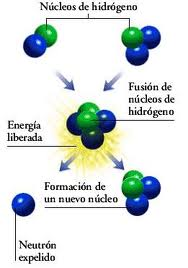 Núcleos de hidrógeno
Fusión de
núcleos de
hidrógeno
Energía
liberada
Formación de
un nuevo núcleo
Neutrón
expelido